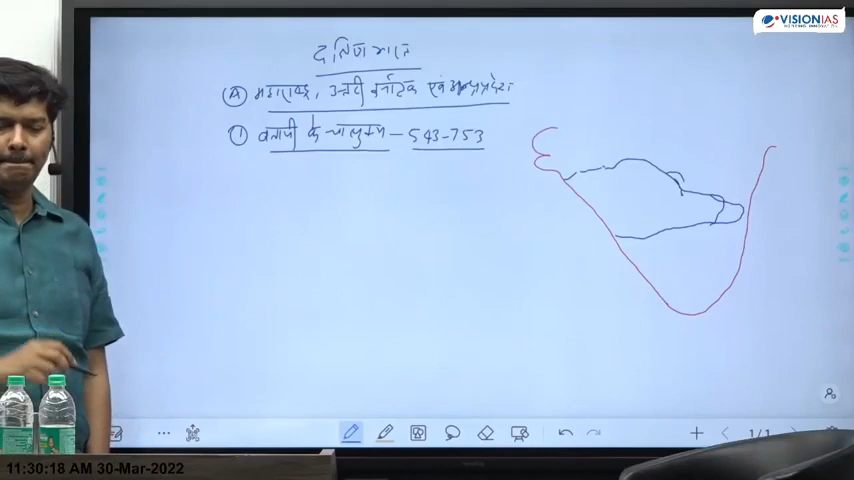 VISIONIAS
दक्षिण भारत
(A) महाराष्ट्र, उत्तरी कर्नाटक एवं आन्ध्रप्रदेश
(1) वतापी के चालुक्य – 543-753
1/1
11:30:18 AM 30-Mar-2022